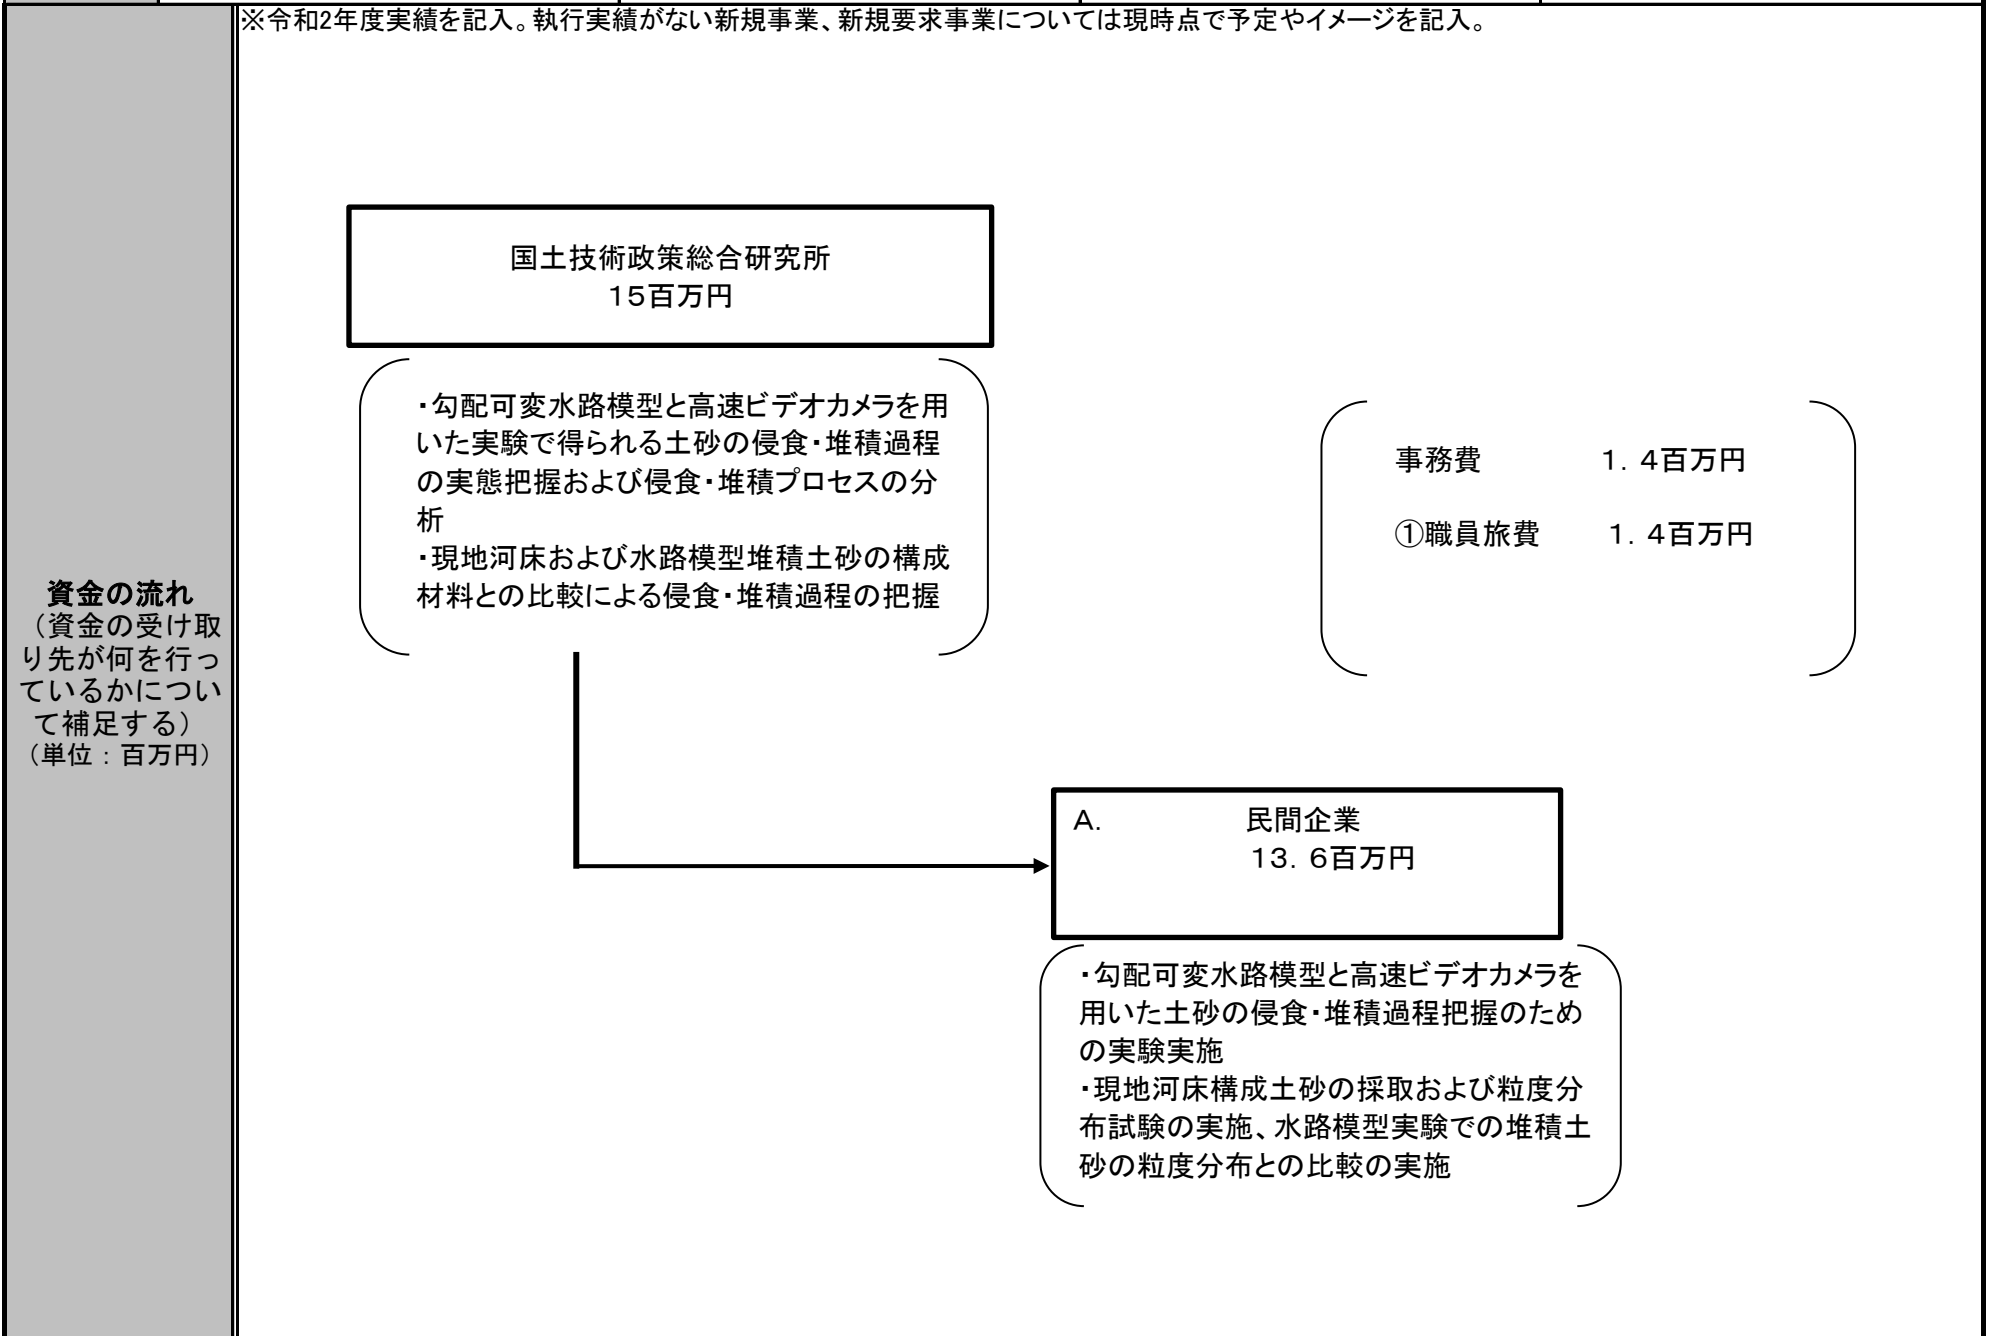 ※令和2年度実績を記入。執行実績がない新規事業、新規要求事業については現時点で予定やイメージを記入。
資金の流れ
（資金の受け取
り先が何を行っ
ているかについ
て補足する）
（単位：百万円）
国土技術政策総合研究所
１５百万円
・勾配可変水路模型と高速ビデオカメラを用
いた実験で得られる土砂の侵食・堆積過程
の実態把握および侵食・堆積プロセスの分
析
・現地河床および水路模型堆積土砂の構成
材料との比較による侵食・堆積過程の把握
事務費　　　　１．４百万円
①職員旅費　　１．４百万円
A.　　　　民間企業
１３．６百万円
・勾配可変水路模型と高速ビデオカメラを
用いた土砂の侵食・堆積過程把握のため
の実験実施
・現地河床構成土砂の採取および粒度分
布試験の実施、水路模型実験での堆積土
砂の粒度分布との比較の実施